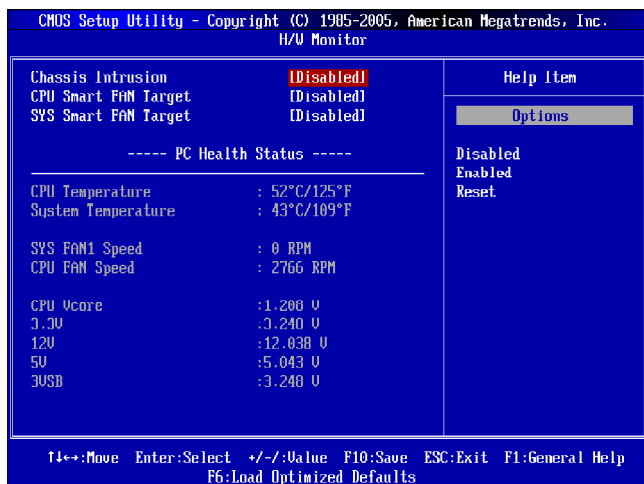 CMOS Setup Utility - Copyright (C) 1985-2005, American Megatrends, Inc.
H/W Monitor
Chassis Intrusion [Disabled]
CPU Smart FAN Target [Disabled]
SYS Smart FAN Target [Disabled]
----- PC Health Status -----
CPU Temperature : 52°C/125°F
System Temperature : 43°C/109°F
SYS FAN1 Speed : 0 RPM
CPU FAN Speed : 2766 RPM
CPU Vcore :1.208 V
3.3V :3.240 V
12V :12.038 V
5V :5.043 V
3VSB :3.248 V
Help Item
Options
Disabled
Enabled
Reset
↑↓←→:Move Enter:Select +/-/:Value F10:Save ESC:Exit F1:General Help
F6:Load Optimized Defaults